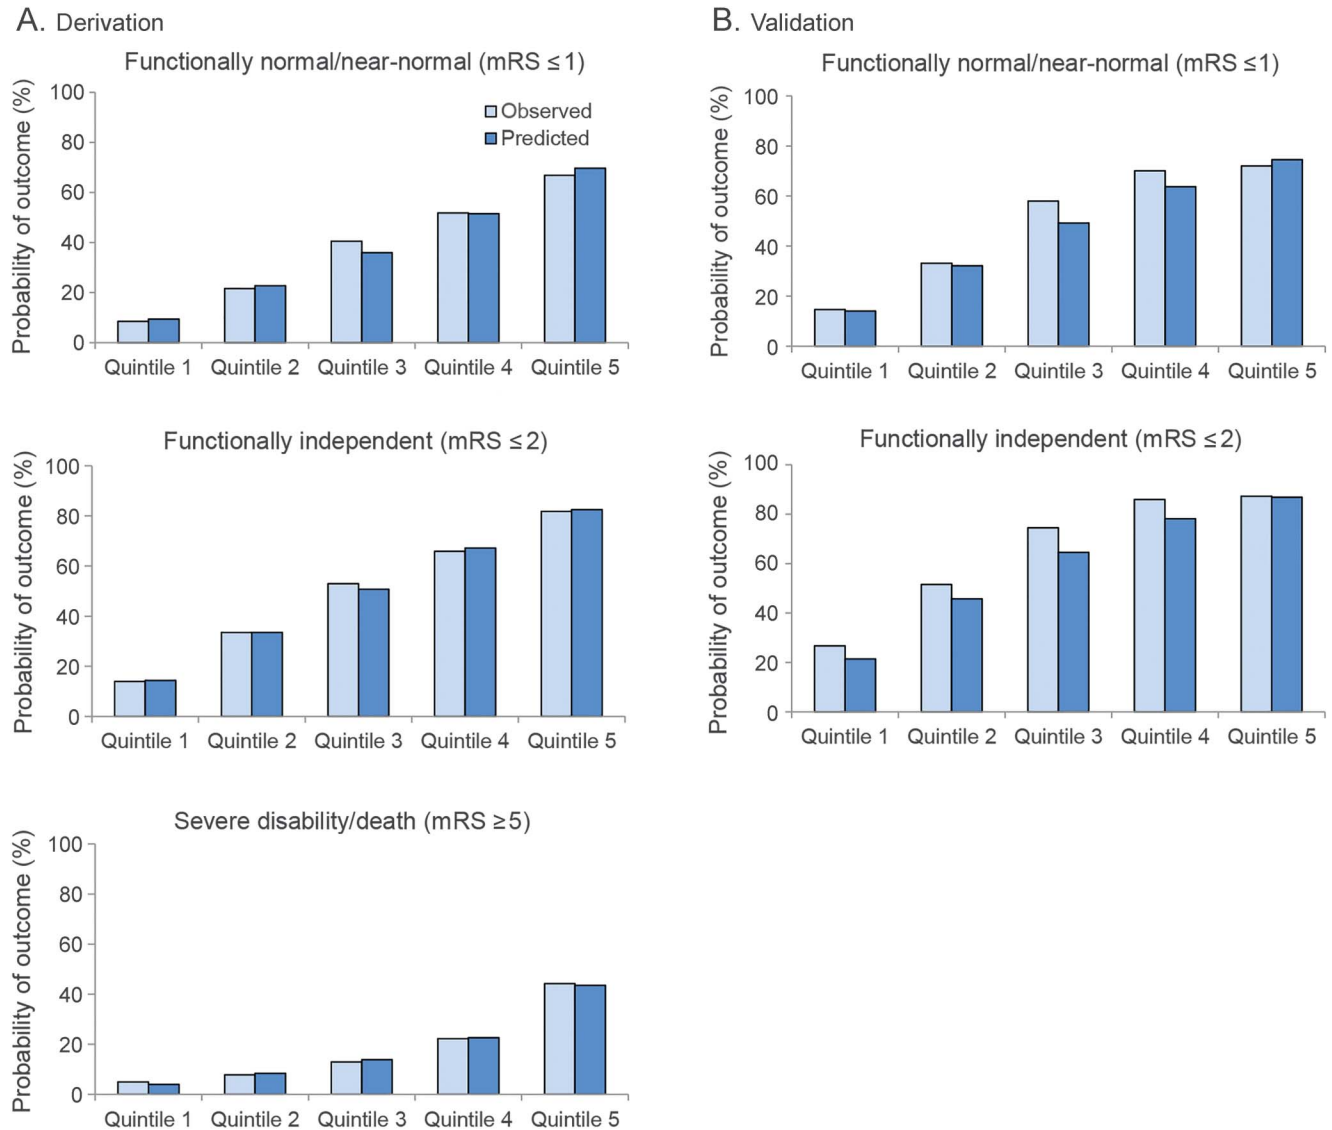 A. Derivation
Functionally normal/near-normal (mRS ≤1)
Probability of outcome (%)
100
80
60
40
20
0
Observed
Predicted
Quintile 1 Quintile 2 Quintile 3 Quintile 4 Quintile 5
Functionally independent (mRS ≤2)
Probability of outcome (%)
100
80
60
40
20
0
Quintile 1 Quintile 2 Quintile 3 Quintile 4 Quintile 5
Severe disability/death (mRS ≥5)
Probability of outcome (%)
100
80
60
40
20
0
Quintile 1 Quintile 2 Quintile 3 Quintile 4 Quintile 5
B. Validation
Functionally normal/near-normal (mRS ≤1)
Probability of outcome (%)
100
80
60
40
20
0
Quintile 1 Quintile 2 Quintile 3 Quintile 4 Quintile 5
Functionally independent (mRS ≤2)
Probability of outcome (%)
100
80
60
40
20
0
Quintile 1 Quintile 2 Quintile 3 Quintile 4 Quintile 5